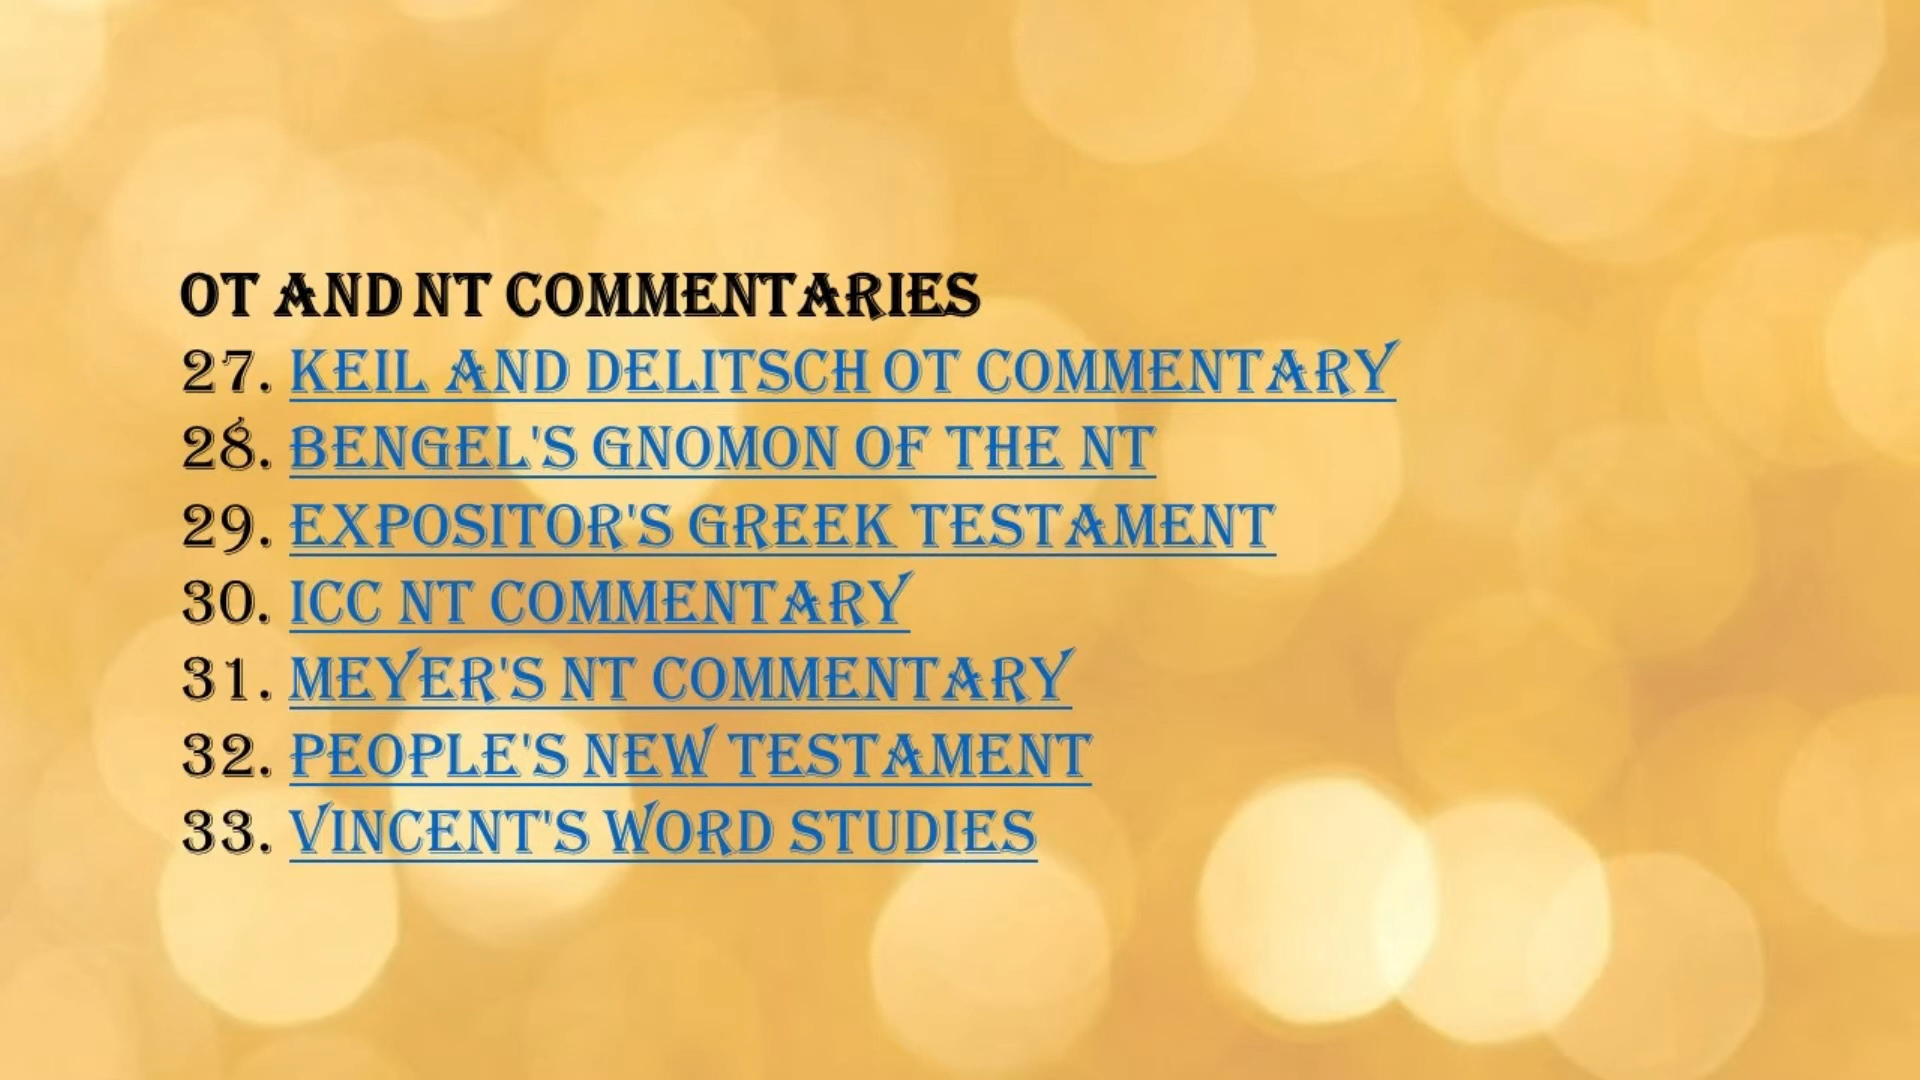 OT AND NT COMMENTARIES
27. KEIL AND DELITSCH OT COMMENTARY
28. BENGEL'S GNOMON OF THE NT
29. EXPOSITOR'S GREEK TESTAMENT
30. ICC NT COMMENTARY
31. MEYER'S NT COMMENTARY
32. PEOPLE'S NEW TESTAMENT
33. VINCENT'S WORD STUDIES